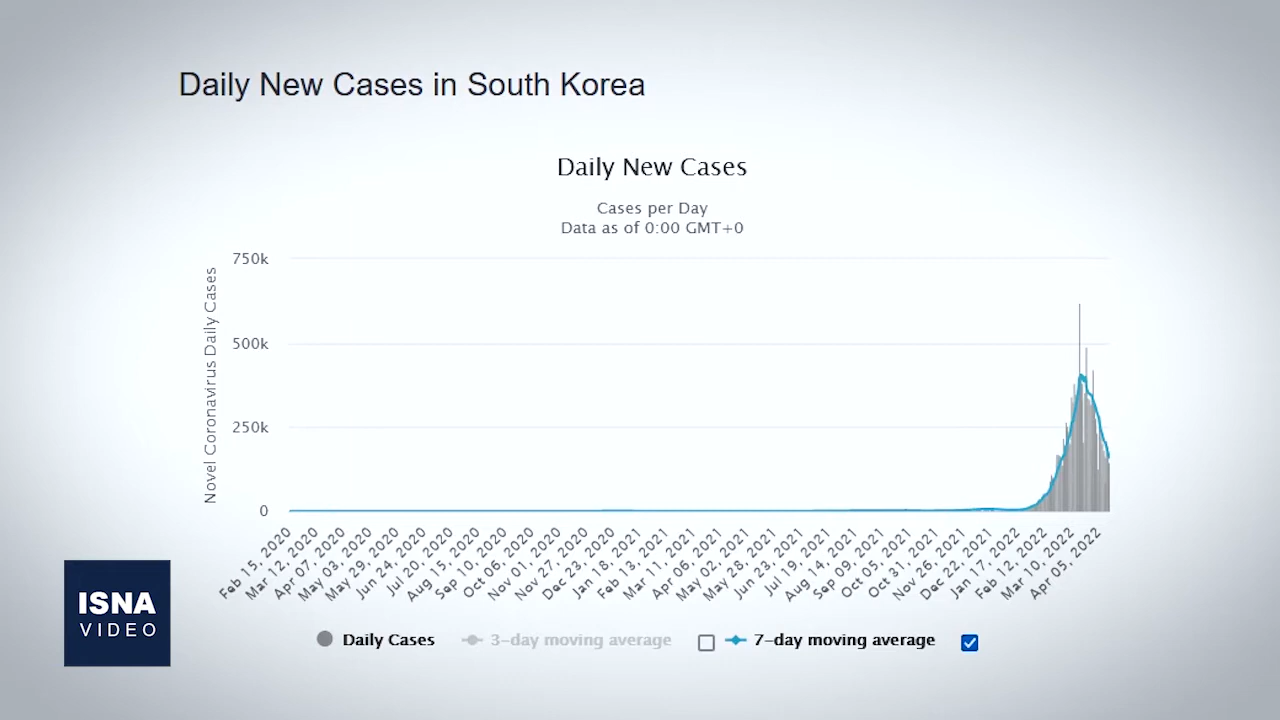 Daily New Cases in South Korea
Daily New Cases
Cases per Day
Data as of 0:00 GMT+0
Novel Coronavirus Daily Cases
750k
500k
250k
0
Feb 15, 2020
Mar 12, 2020
Apr 07, 2020
May 03, 2020
May 29, 2020
Jun 24, 2020
Jul 20, 2020
Aug 15, 2020
Sep 10, 2020
Oct 06, 2020
Nov 01, 2020
Nov 27, 2020
Dec 23, 2020
Jan 18, 2021
Feb 13, 2021
Mar 11, 2021
Apr 06, 2021
May 02, 2021
May 28, 2021
Jun 23, 2021
Jul 19, 2021
Aug 14, 2021
Sep 09, 2021
Oct 05, 2021
Oct 31, 2021
Nov 26, 2021
Dec 22, 2021
Jan 17, 2022
Feb 12, 2022
Mar 10, 2022
Apr 05, 2022
Daily Cases 3-day moving average 7-day moving average
ISNA
VIDEO